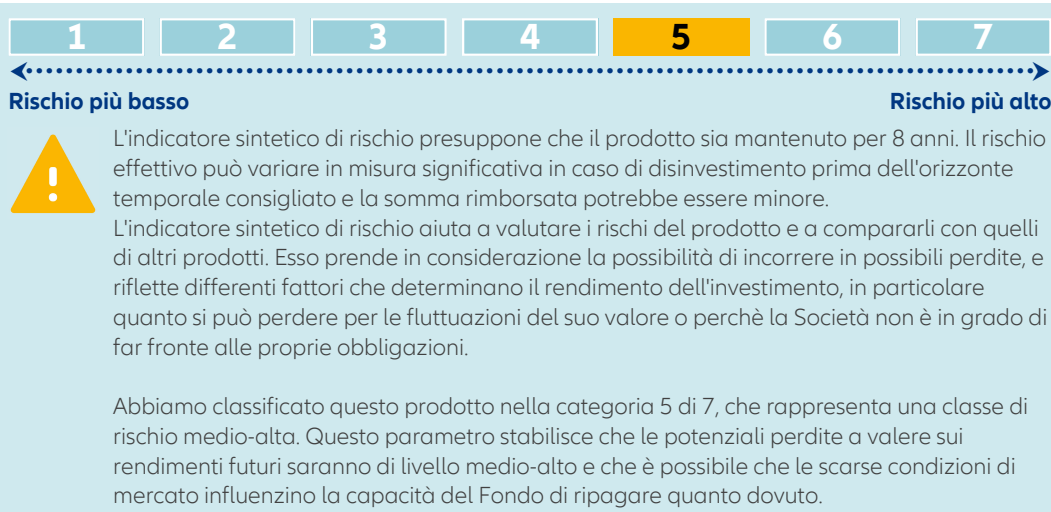 1 2 3 4 5 6 7
Rischio più basso Rischio più alto
L'indicatore sintetico di rischio presuppone che il prodotto sia mantenuto per 8 anni. Il rischio
effettivo può variare in misura significativa in caso di disinvestimento prima dell'orizzonte
temporale consigliato e la somma rimborsata potrebbe essere minore.
L'indicatore sintetico di rischio aiuta a valutare i rischi del prodotto e a compararli con quelli
di altri prodotti. Esso prende in considerazione la possibilità di incorrere in possibili perdite, e
riflette differenti fattori che determinano il rendimento dell'investimento, in particolare
quanto si può perdere per le fluttuazioni del suo valore o perchè la Società non è in grado di
far fronte alle proprie obbligazioni.
Abbiamo classificato questo prodotto nella categoria 5 di 7, che rappresenta una classe di
rischio medio-alta. Questo parametro stabilisce che le potenziali perdite a valere sui
rendimenti futuri saranno di livello medio-alto e che è possibile che le scarse condizioni di
mercato influenzino la capacità del Fondo di ripagare quanto dovuto.